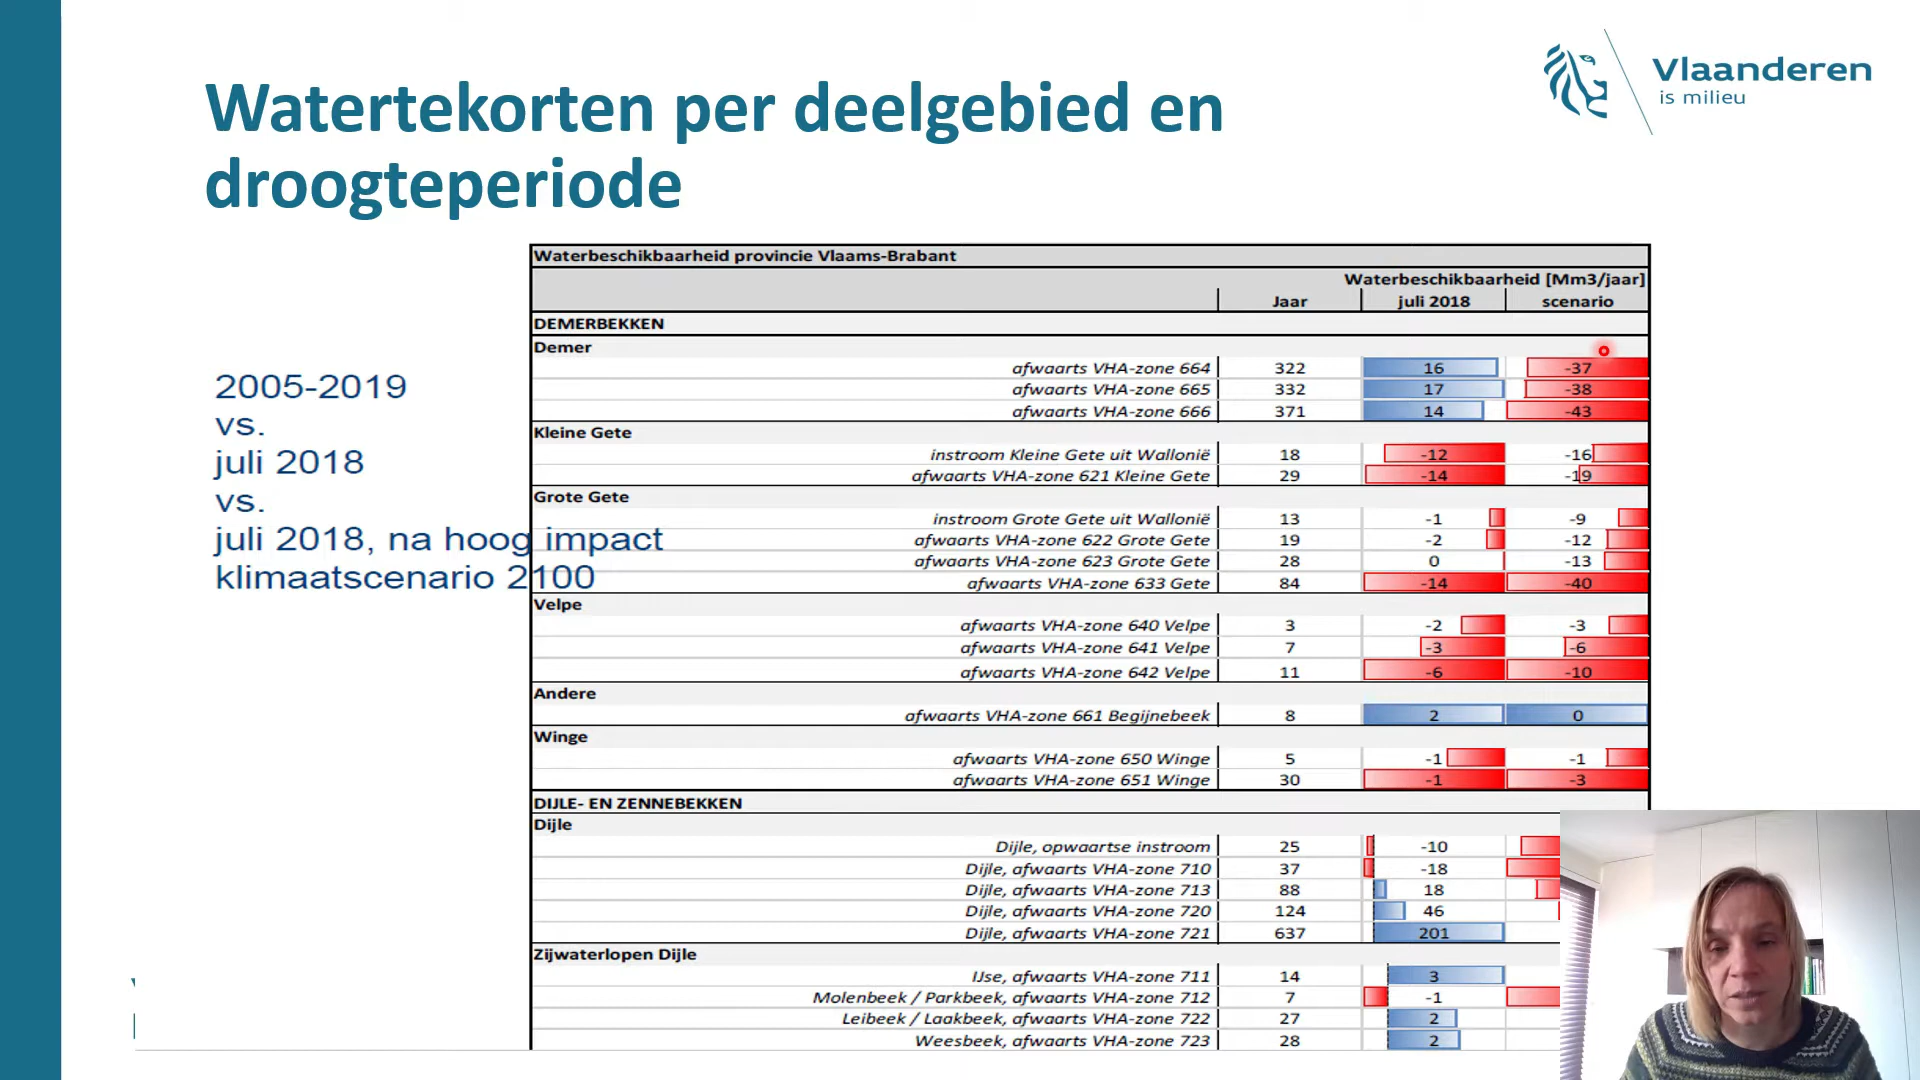 Vlaanderen
is milieu
Watertekorten per deelgebied en
droogteperiode
2005-2019
vs.
juli 2018
vs.
juli 2018, na hoog impact
klimaatscenario 2100
Waterbeschikbaarheid provincie Vlaams-Brabant
Waterbeschikbaarheid [Mm3/jaar]
Jaar juli 2018 scenario
DEMERBEKKEN
Demer
afwaarts VHA-zone 664 322 16 -37
afwaarts VHA-zone 665 332 17 -38
afwaarts VHA-zone 666 371 14 -43
Kleine Gete
instroom Kleine Gete uit Wallonië 18 -12 -16
afwaarts VHA-zone 621 Kleine Gete 29 -14 -19
Grote Gete
instroom Grote Gete uit Wallonië 13 -1 -9
afwaarts VHA-zone 622 Grote Gete 19 -2 -12
afwaarts VHA-zone 623 Grote Gete 28 0 -13
afwaarts VHA-zone 633 Gete 84 -14 -40
Velpe
afwaarts VHA-zone 640 Velpe 3 -2 -3
afwaarts VHA-zone 641 Velpe 7 -3 -6
afwaarts VHA-zone 642 Velpe 11 -6 -10
Andere
afwaarts VHA-zone 661 Begijnebeek 8 2 0
Winge
afwaarts VHA-zone 650 Winge 5 -1 -1
afwaarts VHA-zone 651 Winge 30 -1 -3
DIJLE- EN ZENNEBEKKEN
Dijle
Dijle, opwaartse instroom 25 -10
Dijle, afwaarts VHA-zone 710 37 -18
Dijle, afwaarts VHA-zone 713 88 18
Dijle, afwaarts VHA-zone 720 124 46
Dijle, afwaarts VHA-zone 721 637 201
Zijwaterlopen Dijle
IJse, afwaarts VHA-zone 711 14 3
Molenbeek / Parkbeek, afwaarts VHA-zone 712 7 -1
Leibeek / Laakbeek, afwaarts VHA-zone 722 27 2
Weesbeek, afwaarts VHA-zone 723 28 2